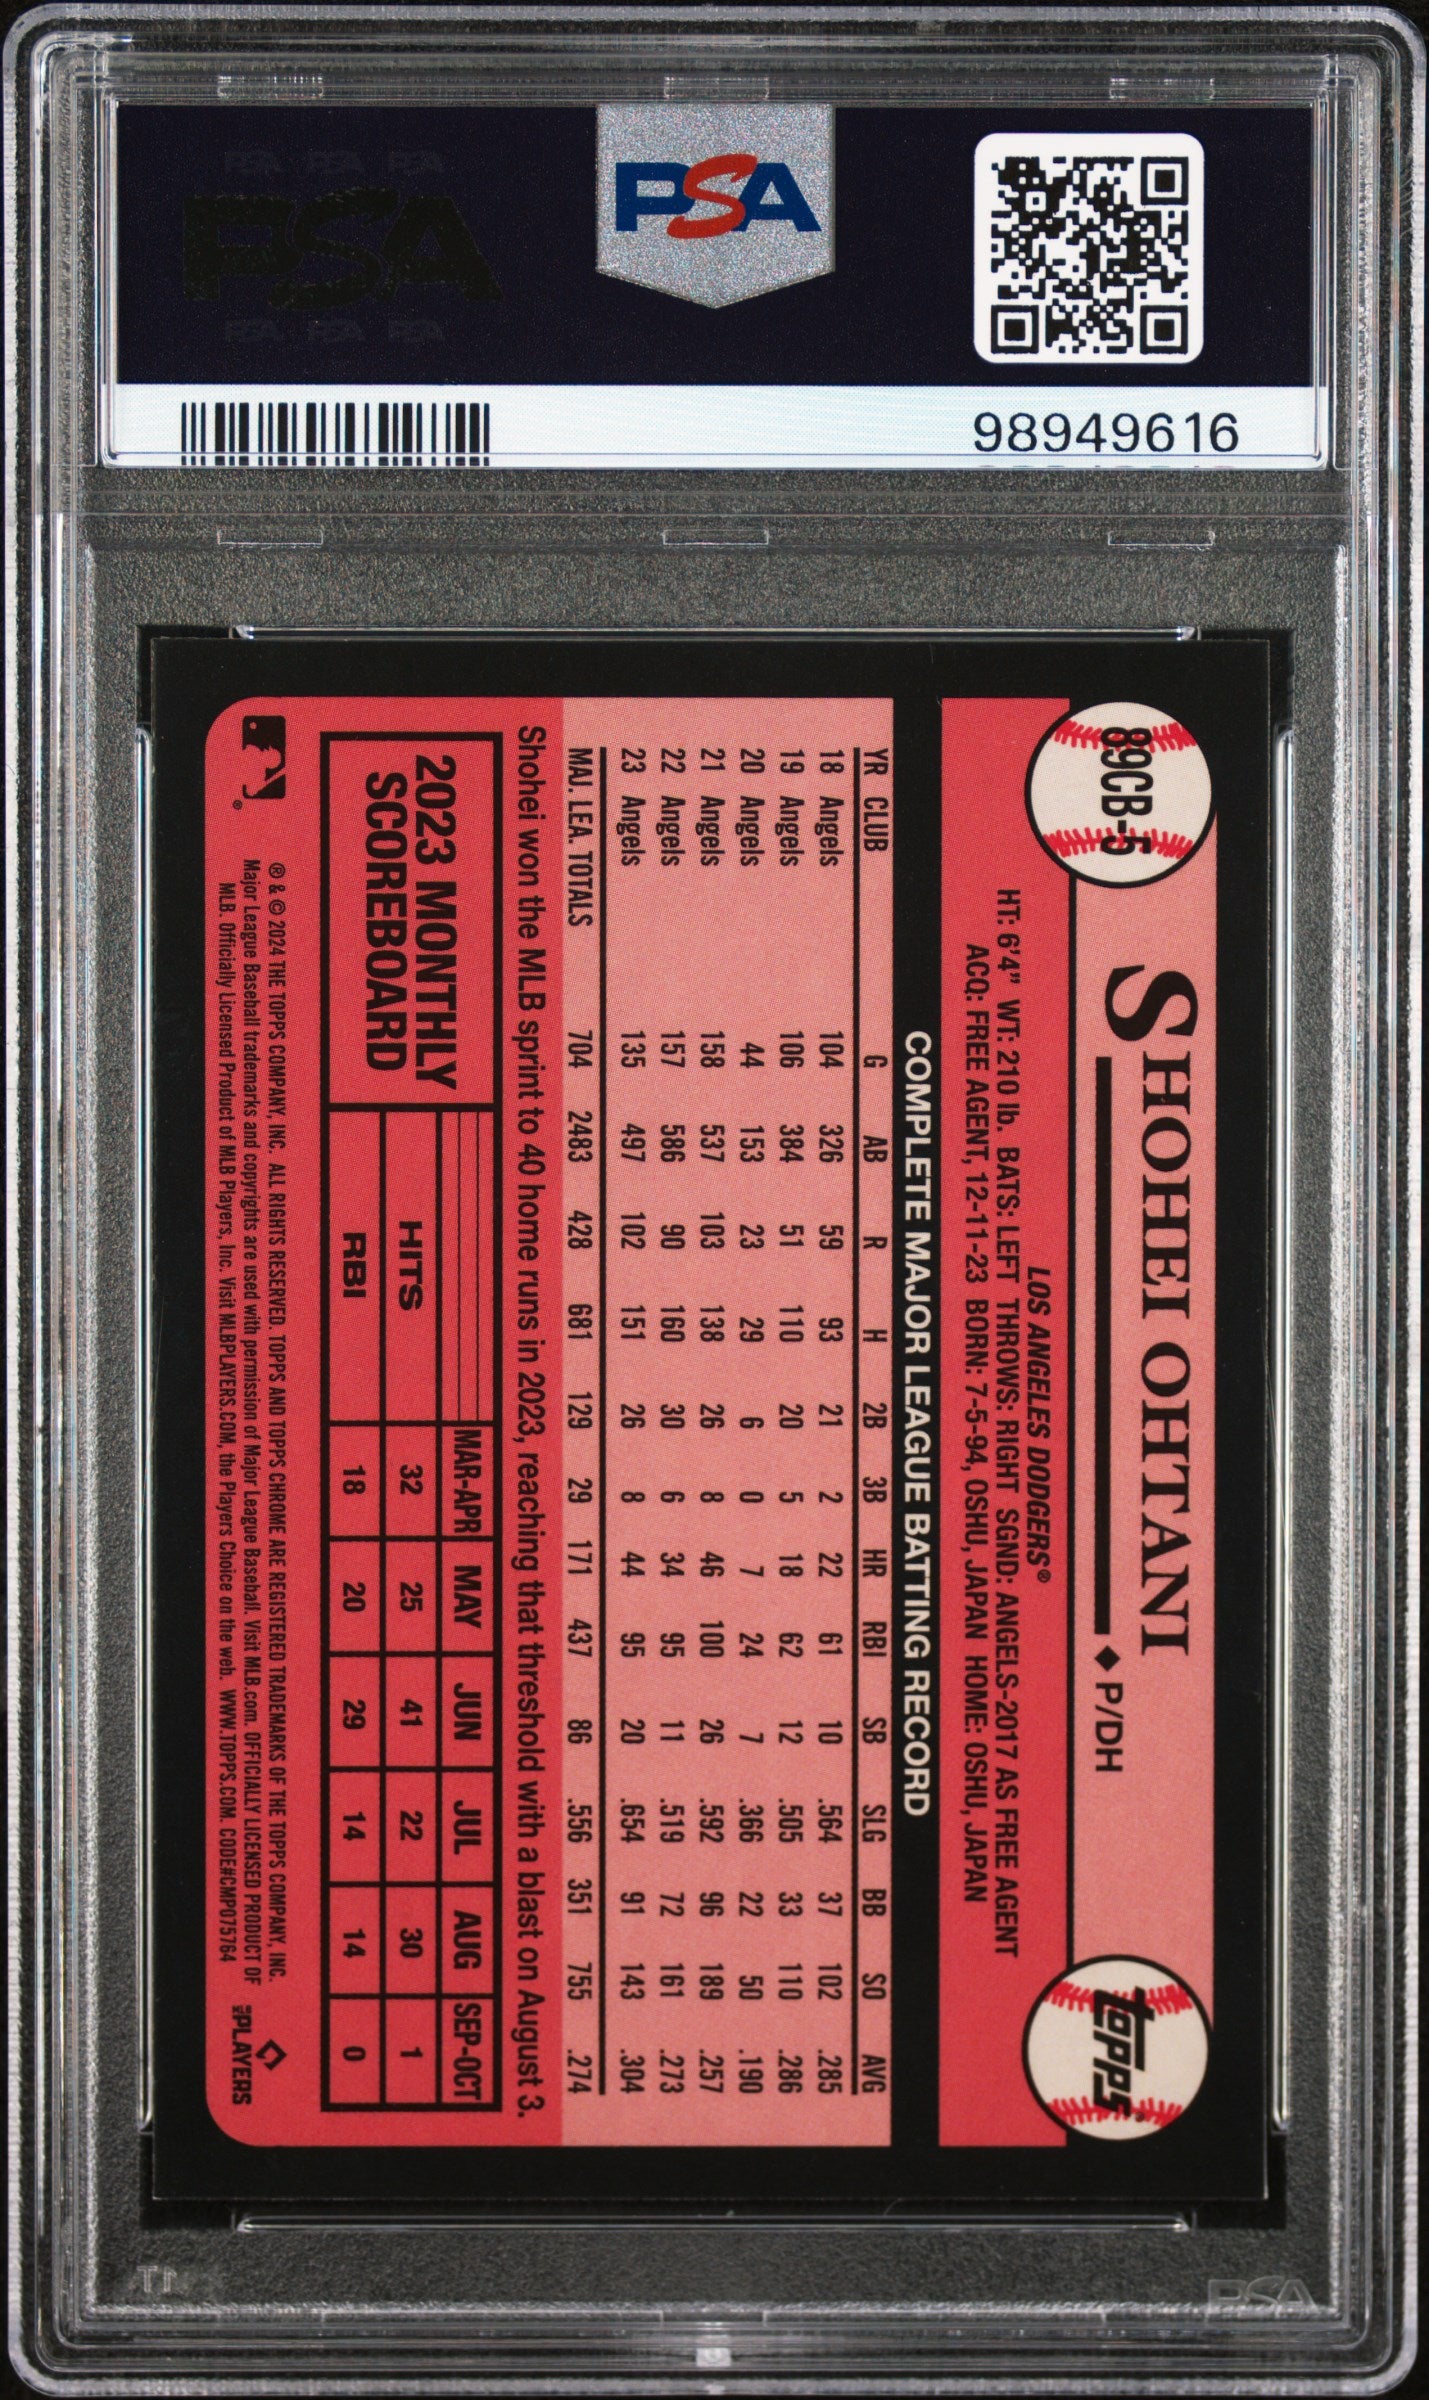 PSA
98949616
89CB-5
SHOHEI OHTANI
P/DH
topps
LOS ANGELES DODGERS®
HT: 6'4" WT: 210 lb. BATS: LEFT THROWS: RIGHT SGND: ANGELS-2017 AS FREE AGENT
ACQ: FREE AGENT, 12-11-23 BORN: 7-5-94, OSHU, JAPAN HOME: OSHU, JAPAN
COMPLETE MAJOR LEAGUE BATTING RECORD
YR CLUB G AB R H 2B 3B HR RBI SB SLG BB SO AVG
18 Angels 104 326 59 93 21 2 22 61 10 .564 37 102 .285
19 Angels 106 384 51 110 20 5 18 62 12 .505 33 110 .286
20 Angels 44 153 23 29 6 0 7 24 7 .366 22 50 .190
21 Angels 158 537 103 138 26 8 46 100 26 .592 96 189 .257
22 Angels 157 586 90 160 30 6 34 95 11 .519 72 161 .273
23 Angels 135 497 102 151 26 8 44 95 20 .654 91 143 .304
MAJ. LEA. TOTALS 704 2483 428 681 129 29 171 437 86 .556 351 755 .274
Shohei won the MLB sprint to 40 home runs in 2023, reaching that threshold with a blast on August 3.
2023 MONTHLY
SCOREBOARD
MAR-APR MAY JUN JUL AUG SEP-OCT
HITS 32 25 41 22 30 1
RBI 18 20 29 14 14 0
® & © 2024 THE TOPPS COMPANY, INC. ALL RIGHTS RESERVED. TOPPS AND TOPPS CHROME ARE REGISTERED TRADEMARKS OF THE TOPPS COMPANY, INC.
Major League Baseball trademarks and copyrights are used with permission of Major League Baseball. Visit MLB.com. OFFICIALLY LICENSED PRODUCT OF
MLB. Officially Licensed Product of MLB Players, Inc. Visit MLBPLAYERS.COM, the Players Choice on the web. WWW.TOPPS.COM. CODE#CMP075764
MLB PLAYERS
PSA